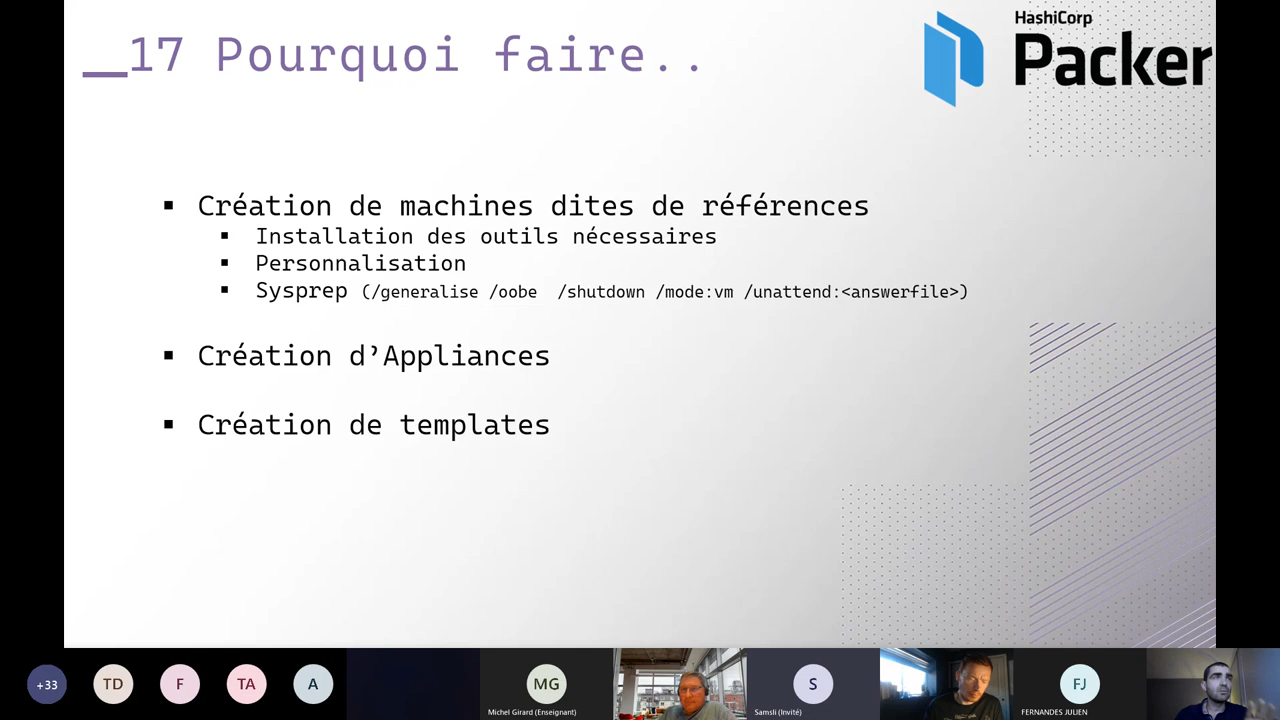 __17 Pourquoi faire..
HashiCorp
Packer
▪ Création de machines dites de références
▪ Installation des outils nécessaires
▪ Personnalisation
▪ Sysprep (/generalise /oobe /shutdown /mode:vm /unattend:<answerfile>)
▪ Création d’Appliances
▪ Création de templates
+33
TD
F
TA
A
MG
Michel Girard (Enseignant)
S
Samsli (Invité)
FJ
FERNANDES JULIEN